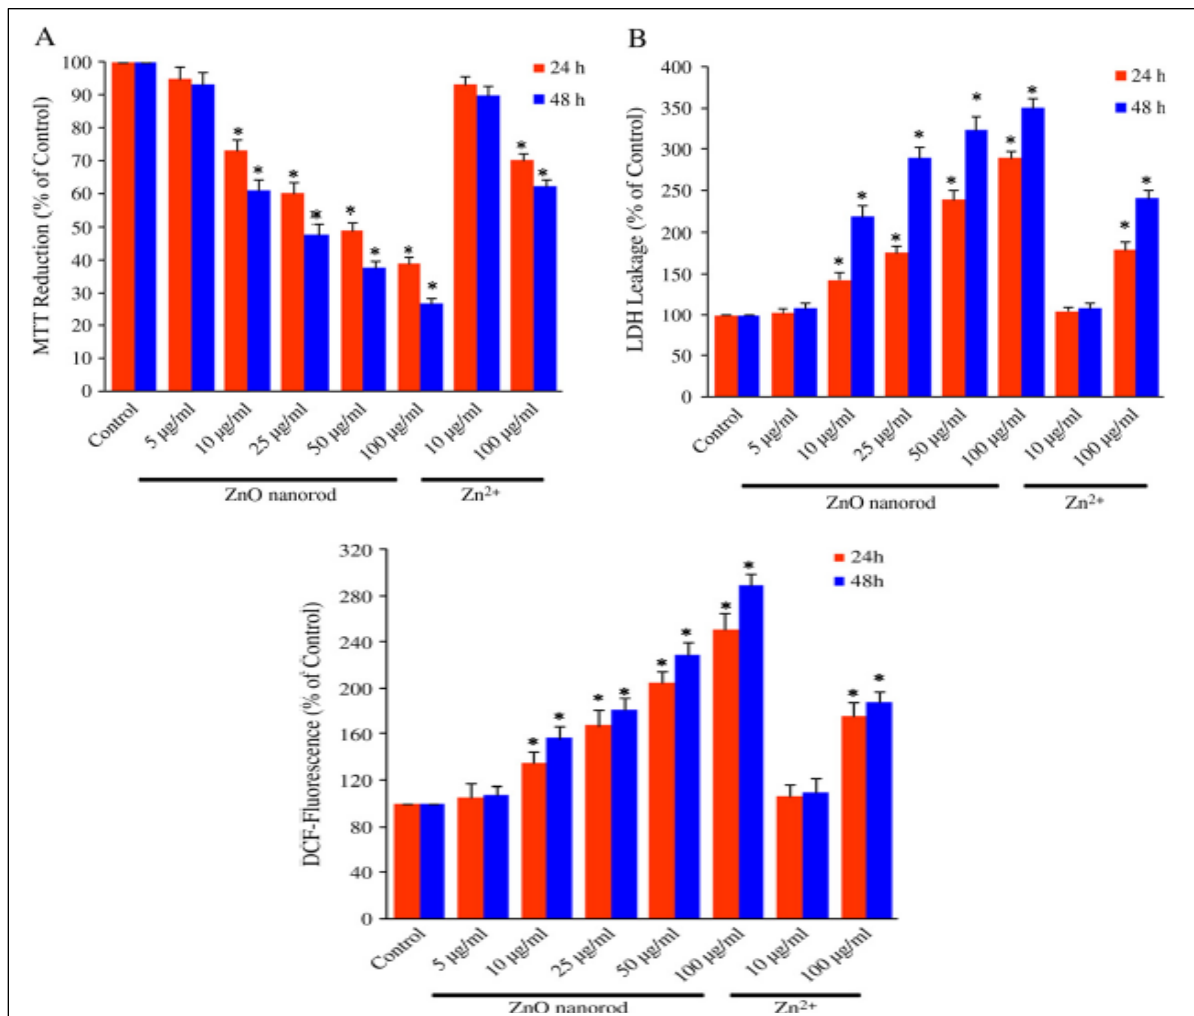 A
100
90
80
70
60
50
40
30
20
10
0
MTT Reduction (% of Control)
24 h
48 h
* * * * * * * * * *
Control
5 µg/ml
10 µg/ml
25 µg/ml
50 µg/ml
100 µg/ml
10 µg/ml
100 µg/ml
ZnO nanorod
Zn²⁺
B
400
350
300
250
200
150
100
50
0
LDH Leakage (% of Control)
24 h
48 h
* * * * * * * * * *
Control
5 µg/ml
10 µg/ml
25 µg/ml
50 µg/ml
100 µg/ml
10 µg/ml
100 µg/ml
ZnO nanorod
Zn²⁺
320
280
240
200
160
120
80
40
0
DCF-Fluorescence (% of Control)
24h
48h
* * * * * * * * * *
Control
5 µg/ml
10 µg/ml
25 µg/ml
50 µg/ml
100 µg/ml
10 µg/ml
100 µg/ml
ZnO nanorod
Zn²⁺